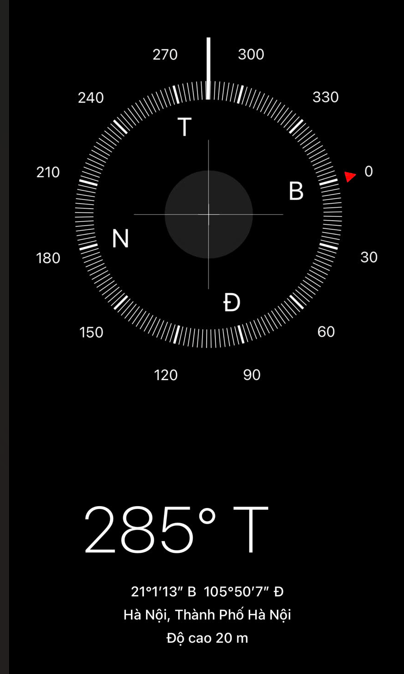 270 300
240 330
T
210 0
B
N
180 30
Đ
150 60
120 90
285° T
21°1′13″ B 105°50′7″ Đ
Hà Nội, Thành Phố Hà Nội
Độ cao 20 m